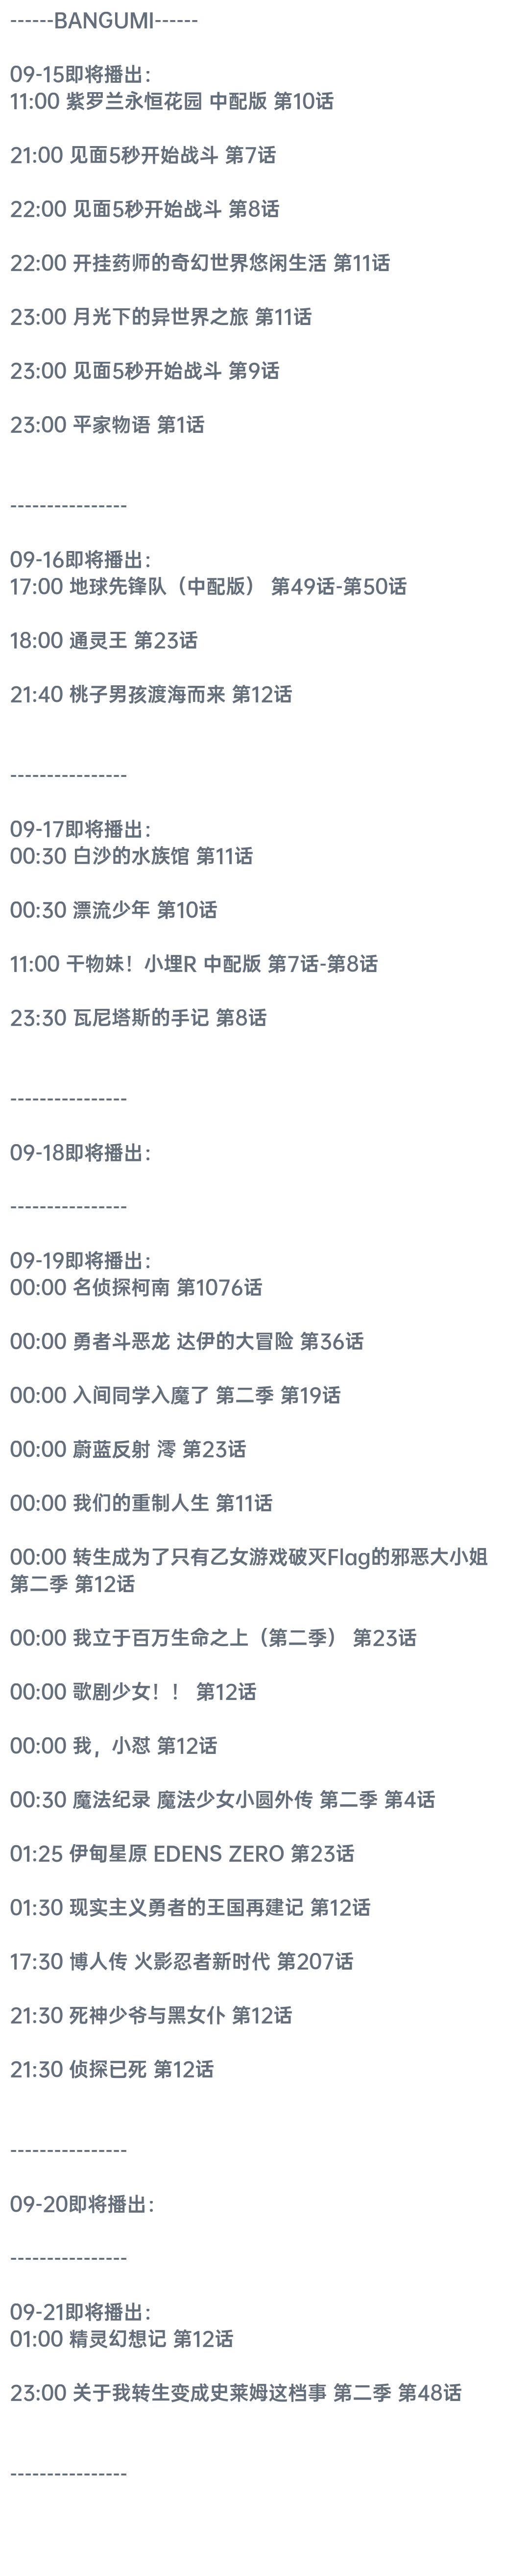 ------BANGUMI------
09-15即将播出：
11:00 紫罗兰永恒花园 中配版 第10话
21:00 见面5秒开始战斗 第7话
22:00 见面5秒开始战斗 第8话
22:00 开挂药师的奇幻世界悠闲生活 第11话
23:00 月光下的异世界之旅 第11话
23:00 见面5秒开始战斗 第9话
23:00 平家物语 第1话
----------------
09-16即将播出：
17:00 地球先锋队（中配版） 第49话-第50话
18:00 通灵王 第23话
21:40 桃子男孩渡海而来 第12话
----------------
09-17即将播出：
00:30 白沙的水族馆 第11话
00:30 漂流少年 第10话
11:00 干物妹！小埋R 中配版 第7话-第8话
23:30 瓦尼塔斯的手记 第8话
----------------
09-18即将播出：
----------------
09-19即将播出：
00:00 名侦探柯南 第1076话
00:00 勇者斗恶龙 达伊的大冒险 第36话
00:00 入间同学入魔了 第二季 第19话
00:00 蔚蓝反射 澪 第23话
00:00 我们的重制人生 第11话
00:00 转生成为了只有乙女游戏破灭Flag的邪恶大小姐
第二季 第12话
00:00 我立于百万生命之上（第二季） 第23话
00:00 歌剧少女！！ 第12话
00:00 我，小怼 第12话
00:30 魔法纪录 魔法少女小圆外传 第二季 第4话
01:25 伊甸星原 EDENS ZERO 第23话
01:30 现实主义勇者的王国再建记 第12话
17:30 博人传 火影忍者新时代 第207话
21:30 死神少爷与黑女仆 第12话
21:30 侦探已死 第12话
----------------
09-20即将播出：
----------------
09-21即将播出：
01:00 精灵幻想记 第12话
23:00 关于我转生变成史莱姆这档事 第二季 第48话
----------------